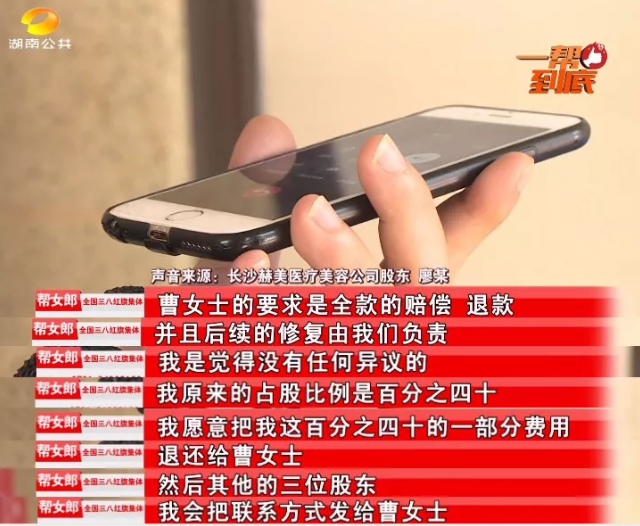 湖南公共
一帮
到底
声音来源：长沙赫美医疗美容公司股东 廖某
帮女郎 全国三八红旗集体 曹女士的要求是全款的赔偿 退款
帮女郎 全国三八红旗集体 并且后续的修复由我们负责
帮女郎 全国三八红旗集体 我是觉得没有任何异议的
帮女郎 全国三八红旗集体 我原来的占股比例是百分之四十
帮女郎 全国三八红旗集体 我愿意把我这百分之四十的一部分费用
帮女郎 全国三八红旗集体 退还给曹女士
帮女郎 全国三八红旗集体 然后其他的三位股东
帮女郎 全国三八红旗集体 我会把联系方式发给曹女士